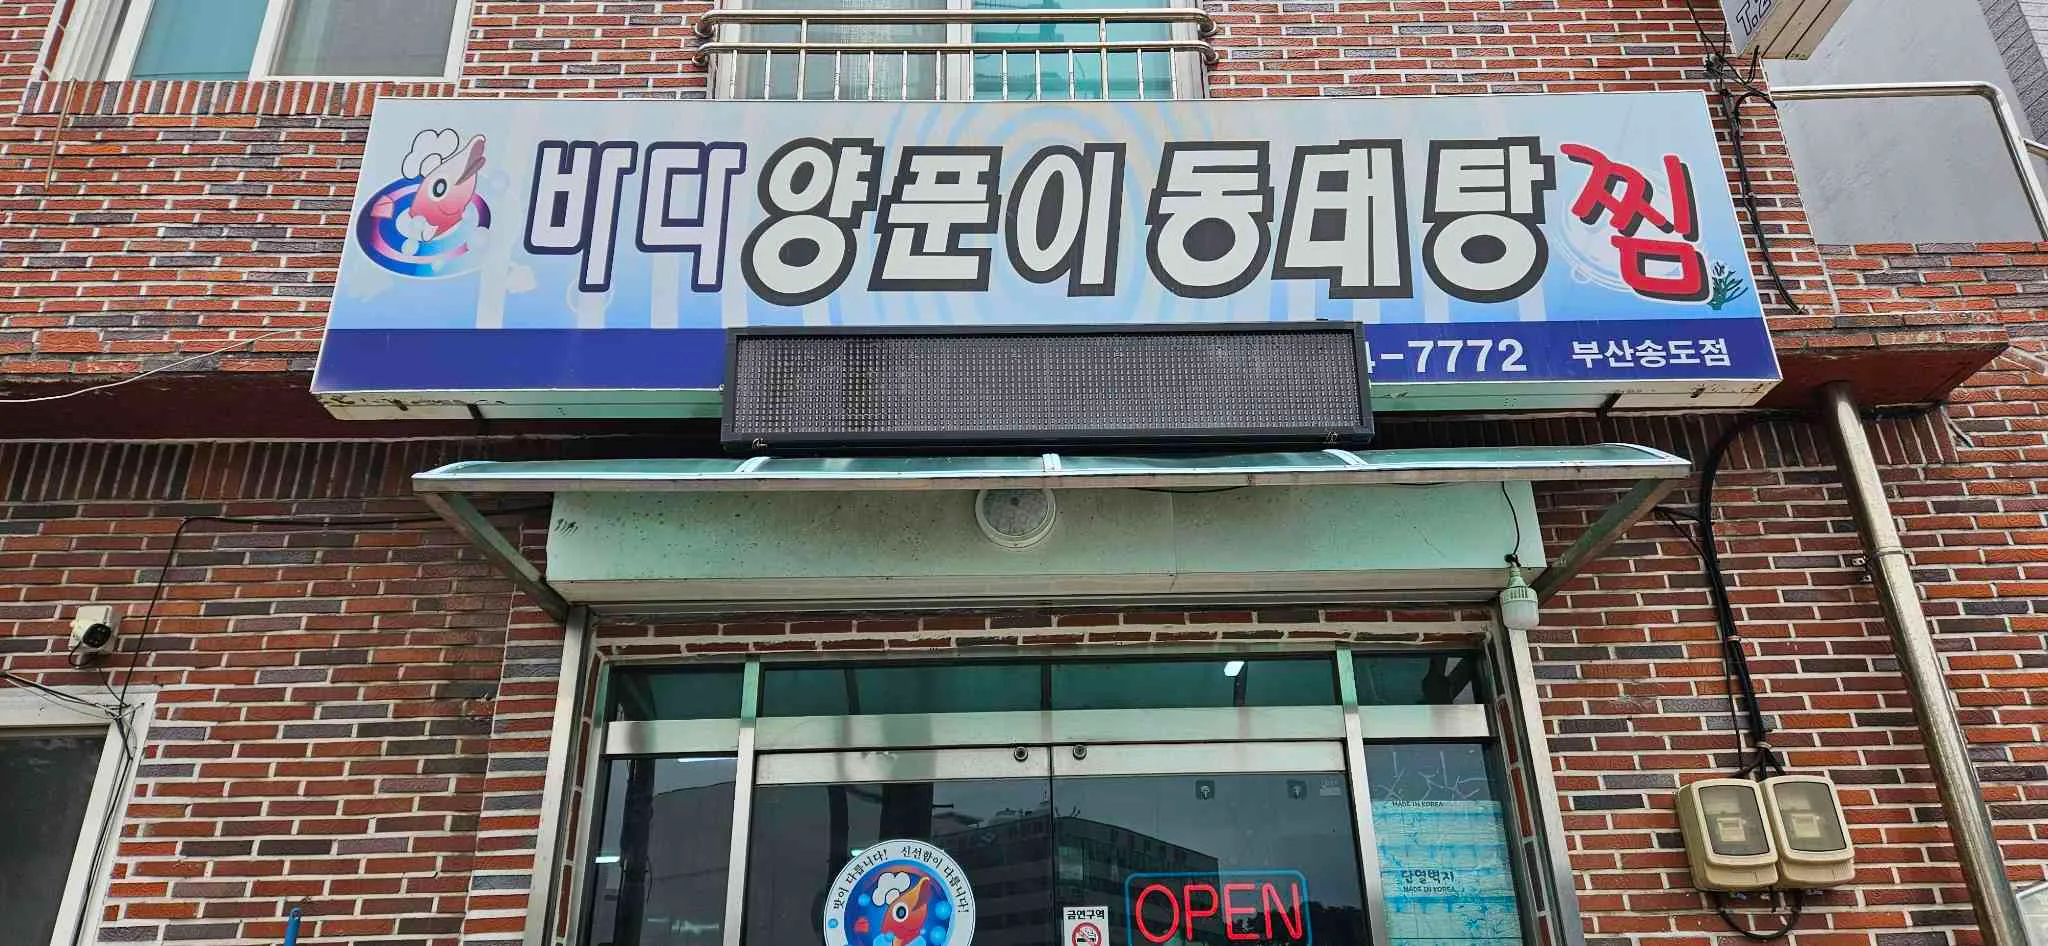 바다양푼이동태탕찜
4-7772 부산송도점
맛이 다릅니다! 신선함이 다릅니다!
금연구역
OPEN
MADE IN KOREA
단열벽지
MADE IN KOREA